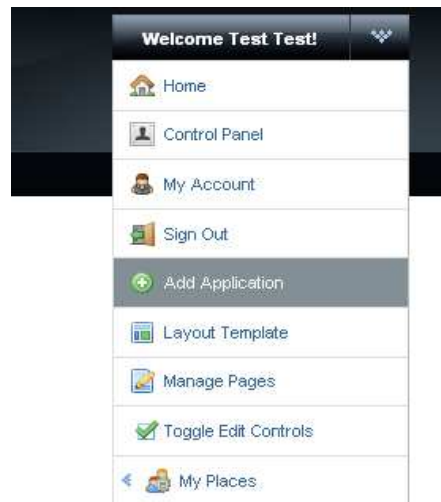 Welcome Test Test!
Home
Control Panel
My Account
Sign Out
Add Application
Layout Template
Manage Pages
Toggle Edit Controls
My Places